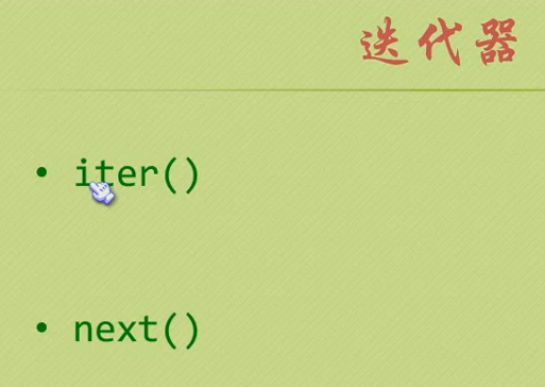 迭代器
• iter()
• next()